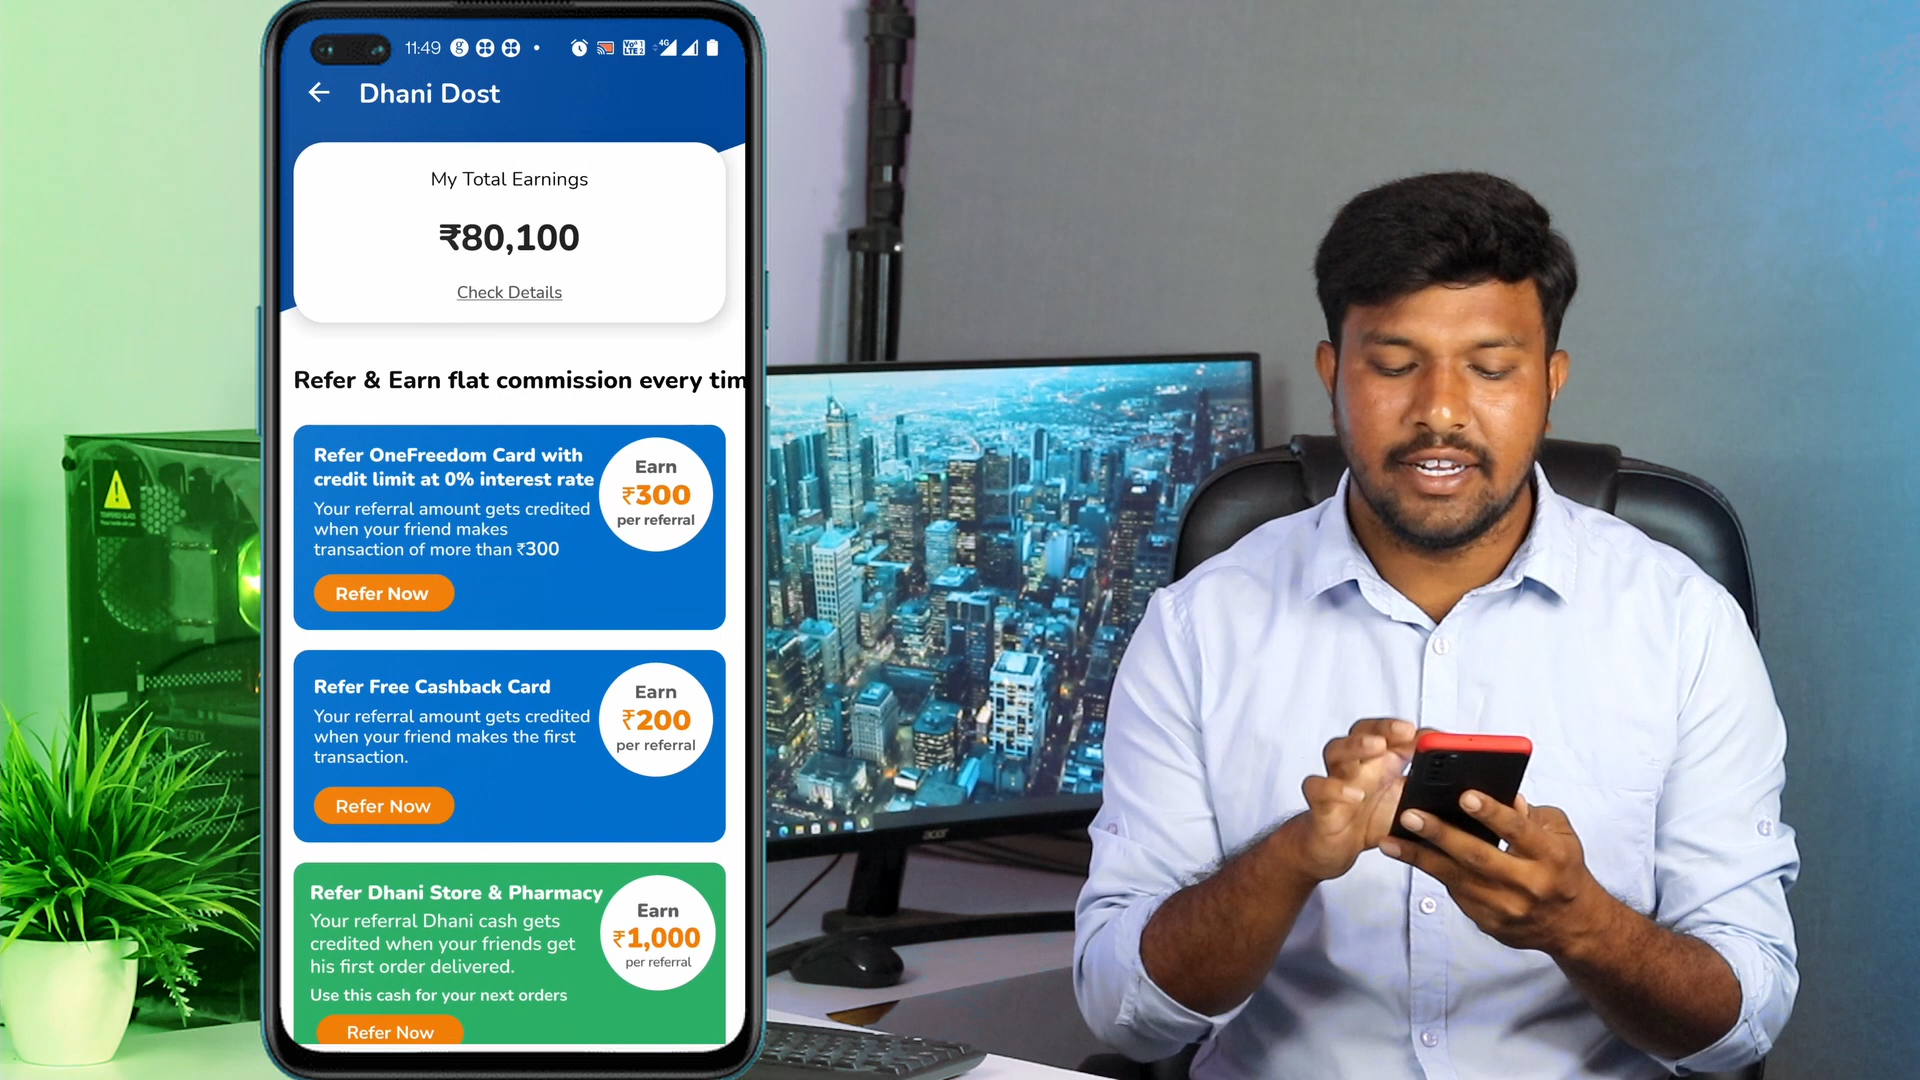 11:49
Dhani Dost
My Total Earnings
₹80,100
Check Details
Refer & Earn flat commission every tim
Refer OneFreedom Card with
credit limit at 0% interest rate
Your referral amount gets credited
when your friend makes
transaction of more than ₹300
Earn
₹300
per referral
Refer Now
Refer Free Cashback Card
Your referral amount gets credited
when your friend makes the first
transaction.
Earn
₹200
per referral
Refer Now
Refer Dhani Store & Pharmacy
Your referral Dhani cash gets
credited when your friends get
his first order delivered.
Use this cash for your next orders
Earn
₹1,000
per referral
Refer Now
acer